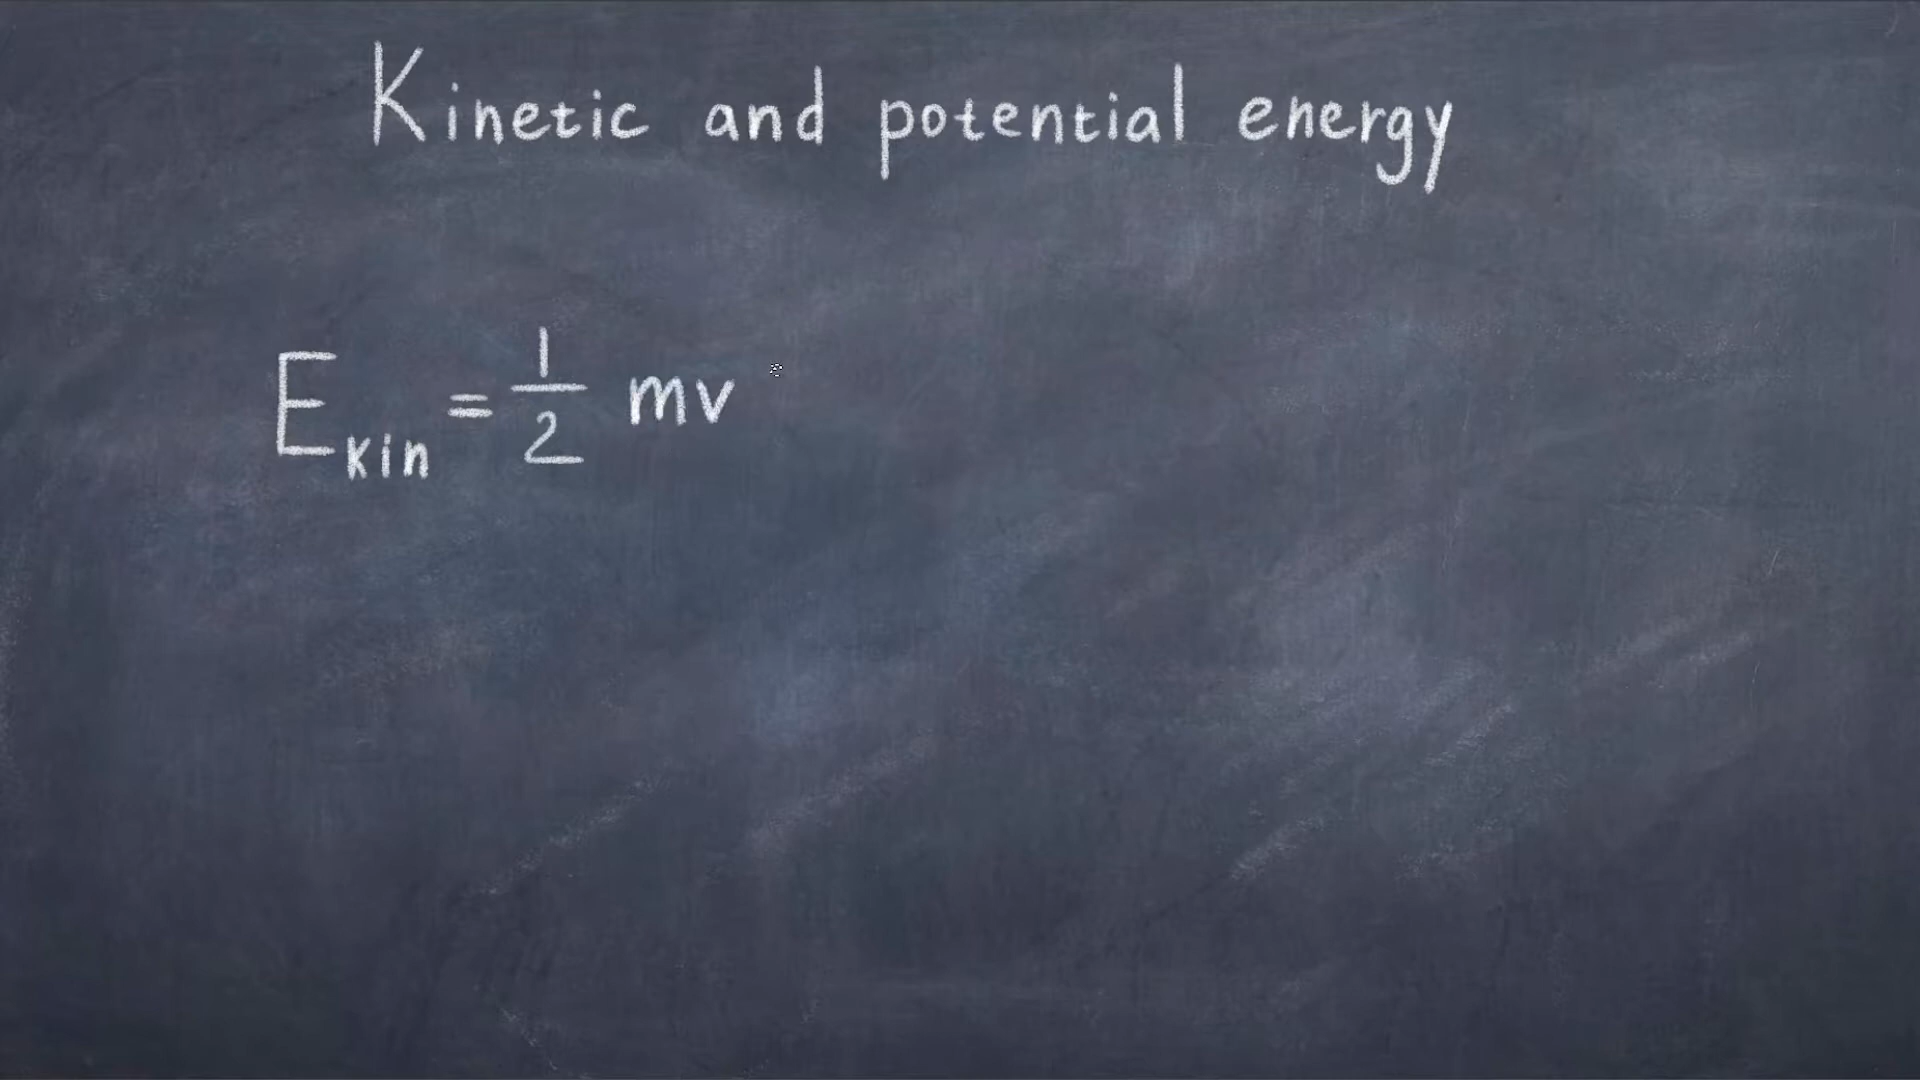 Kinetic and potential energy
E_kin = 1/2 mv